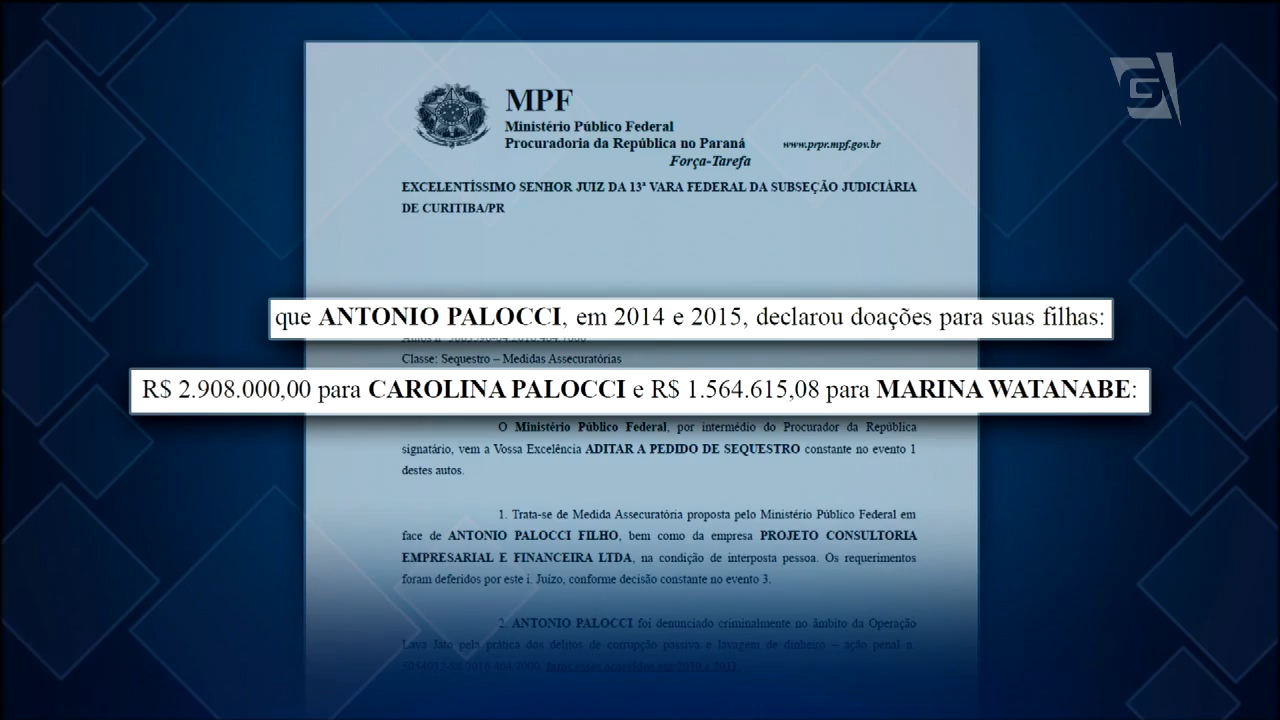 MPF
Ministério Público Federal
Procuradoria da República no Paraná
www.prpr.mpf.gov.br
Força-Tarefa
EXCELENTÍSSIMO SENHOR JUIZ DA 13ª VARA FEDERAL DA SUBSEÇÃO JUDICIÁRIA
DE CURITIBA/PR
que ANTONIO PALOCCI, em 2014 e 2015, declarou doações para suas filhas:
Classe: Sequestro – Medidas Assecuratórias
R$ 2.908.000,00 para CAROLINA PALOCCI e R$ 1.564.615,08 para MARINA WATANABE:
O Ministério Público Federal, por intermédio do Procurador da República
signatário, vem a Vossa Excelência ADITAR A PEDIDO DE SEQUESTRO constante no evento 1
destes autos.
1. Trata-se de Medida Assecuratória proposta pelo Ministério Público Federal em
face de ANTONIO PALOCCI FILHO, bem como da empresa PROJETO CONSULTORIA
EMPRESARIAL E FINANCEIRA LTDA, na condição de interposta pessoa. Os requerimentos
foram deferidos por este i. Juízo, conforme decisão constante no evento 3.
2. ANTONIO PALOCCI foi denunciado criminalmente no âmbito da Operação
Lava Jato pela prática dos delitos de corrupção passiva e lavagem de dinheiro – ação penal n.